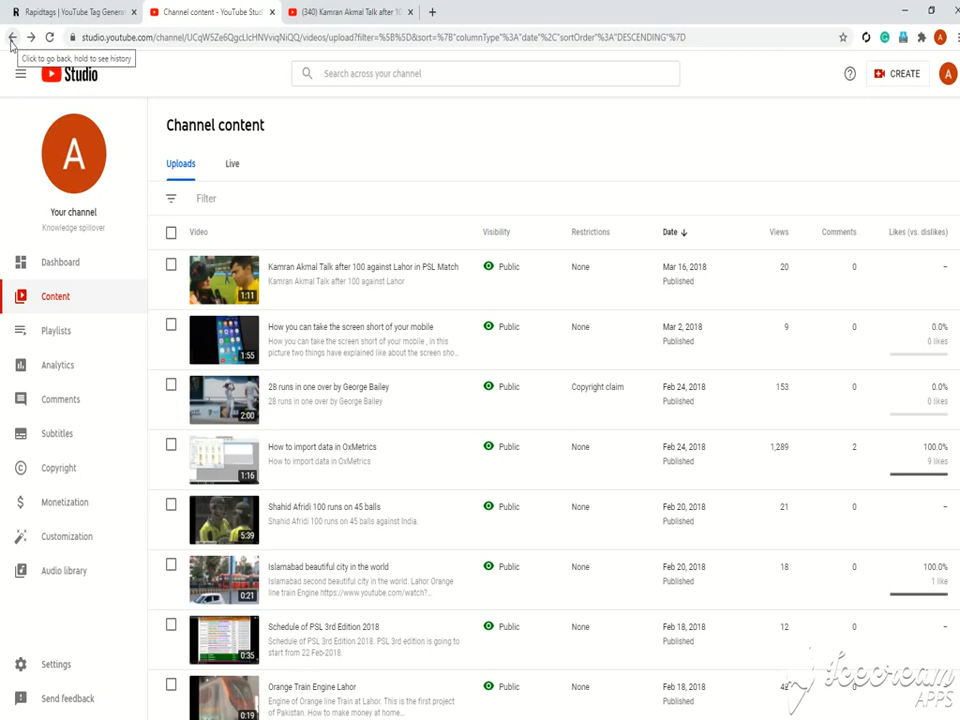 Rapidtags | YouTube Tag Generat
Channel content - YouTube Studi
(340) Kamran Akmal Talk after 10
studio.youtube.com/channel/UCqW5Ze6QgcLlcHNVviqNiQQ/videos/upload?filter=%5B%5D&sort=%7B"columnType"%3A"date"%2C"sortOrder"%3A"DESCENDING"%7D
Click to go back, hold to see history
Studio
Search across your channel
CREATE
A
A
A
Your channel
Knowledge spillover
Dashboard
Content
Playlists
Analytics
Comments
Subtitles
Copyright
Monetization
Customization
Audio library
Settings
Send feedback
Channel content
Uploads Live
Filter
Video Visibility Restrictions Date Views Comments Likes (vs. dislikes)
1:11 Kamran Akmal Talk after 100 against Lahor in PSL Match Public None Mar 16, 2018 20 0 –
Kamran Akmal Talk after 100 against Lahor Published
1:55 How you can take the screen short of your mobile Public None Mar 2, 2018 9 0 0.0%
How you can take the screen short of your mobile , in this Published 0 likes
picture two things have explained like about the screen sho...
2:00 28 runs in one over by George Bailey Public Copyright claim Feb 24, 2018 153 0 0.0%
28 runs in one over by George Bailey Published 0 likes
1:16 How to import data in OxMetrics Public None Feb 24, 2018 1,289 2 100.0%
How to import data in OxMetrics Published 9 likes
5:39 Shahid Afridi 100 runs on 45 balls Public None Feb 20, 2018 21 0 –
Shahid Afridi 100 runs on 45 balls against India. Published
0:21 Islamabad beautiful city in the world Public None Feb 20, 2018 18 0 100.0%
Islamabad second beautiful city in the world. Lahor Orange Published 1 like
line train Engine https://www.youtube.com/watch?...
0:35 Schedule of PSL 3rd Edition 2018 Public None Feb 18, 2018 12 0 –
Schedule of PSL 3rd Edition 2018. PSL 3rd edition is going to Published
start from 22 Feb-2018.
0:19 Orange Train Engine Lahor Public None Feb 18, 2018
Engine of Orange line Train at Lahor. This is the first project Published
of Pakistan. How to make money at home...
Icecream
APPS